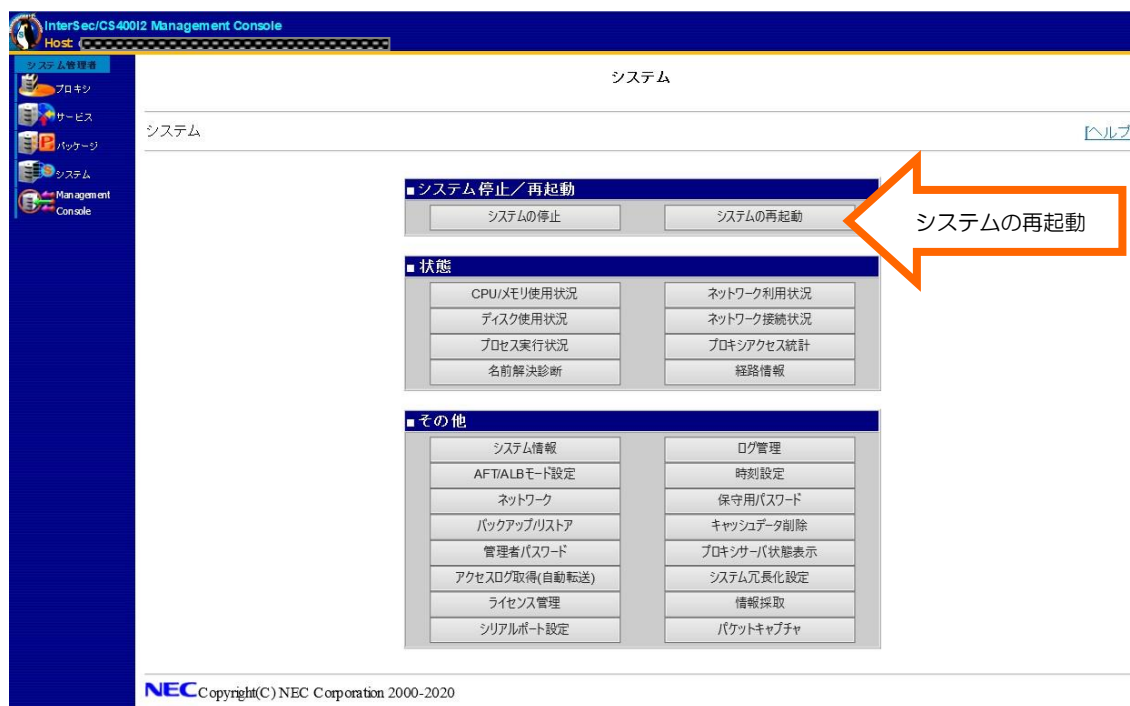 InterSec/CS400I2 Management Console
Host:
システム管理者
プロキシ
サービス
パッケージ
システム
Management
Console
システム
システム
[ヘルプ
■システム停止／再起動
システムの停止
システムの再起動
システムの再起動
■状態
CPU/メモリ使用状況
ネットワーク利用状況
ディスク使用状況
ネットワーク接続状況
プロセス実行状況
プロキシアクセス統計
名前解決診断
経路情報
■その他
システム情報
ログ管理
AFT/ALBモード設定
時刻設定
ネットワーク
保守用パスワード
バックアップ/リストア
キャッシュデータ削除
管理者パスワード
プロキシサーバ状態表示
アクセスログ取得(自動転送)
システム冗長化設定
ライセンス管理
情報採取
シリアルポート設定
パケットキャプチャ
NEC Copyright(C) NEC Corporation 2000-2020